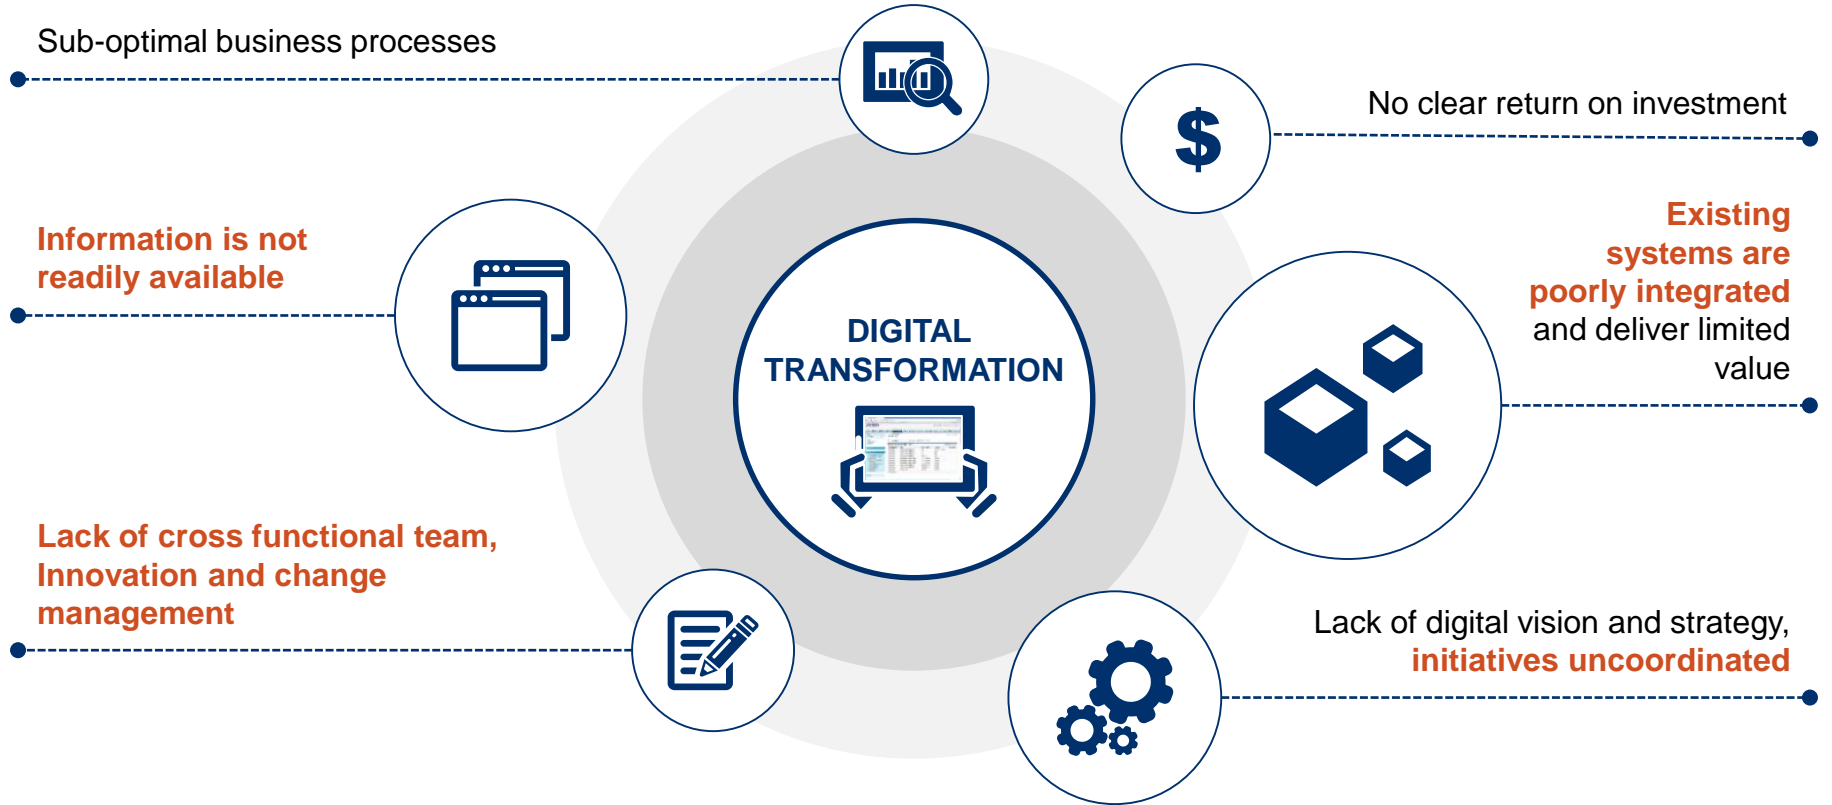 Sub-optimal business processes
No clear return on investment
Information is not
readily available
Existing
systems are
poorly integrated
and deliver limited
value
DIGITAL
TRANSFORMATION
$
Lack of cross functional team,
Innovation and change
management
Lack of digital vision and strategy,
initiatives uncoordinated